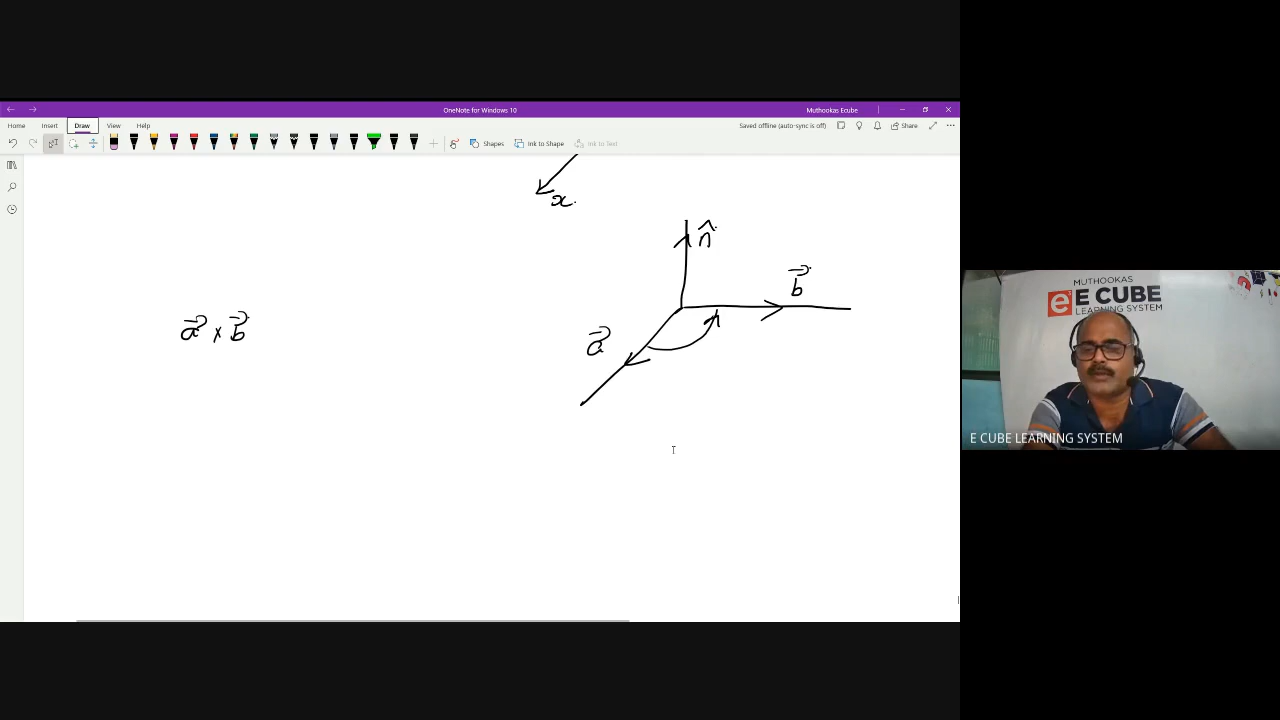 OneNote for Windows 10
Muthookas Ecube
Home Insert Draw View Help
Saved offline (auto-sync is off)
Share
Shapes
Ink to Shape
Ink to Text
x
n̂
b⃗
a⃗ × b⃗
a⃗
MUTHOOKAS
e³ E CUBE
LEARNING SYSTEM
E CUBE LEARNING SYSTEM